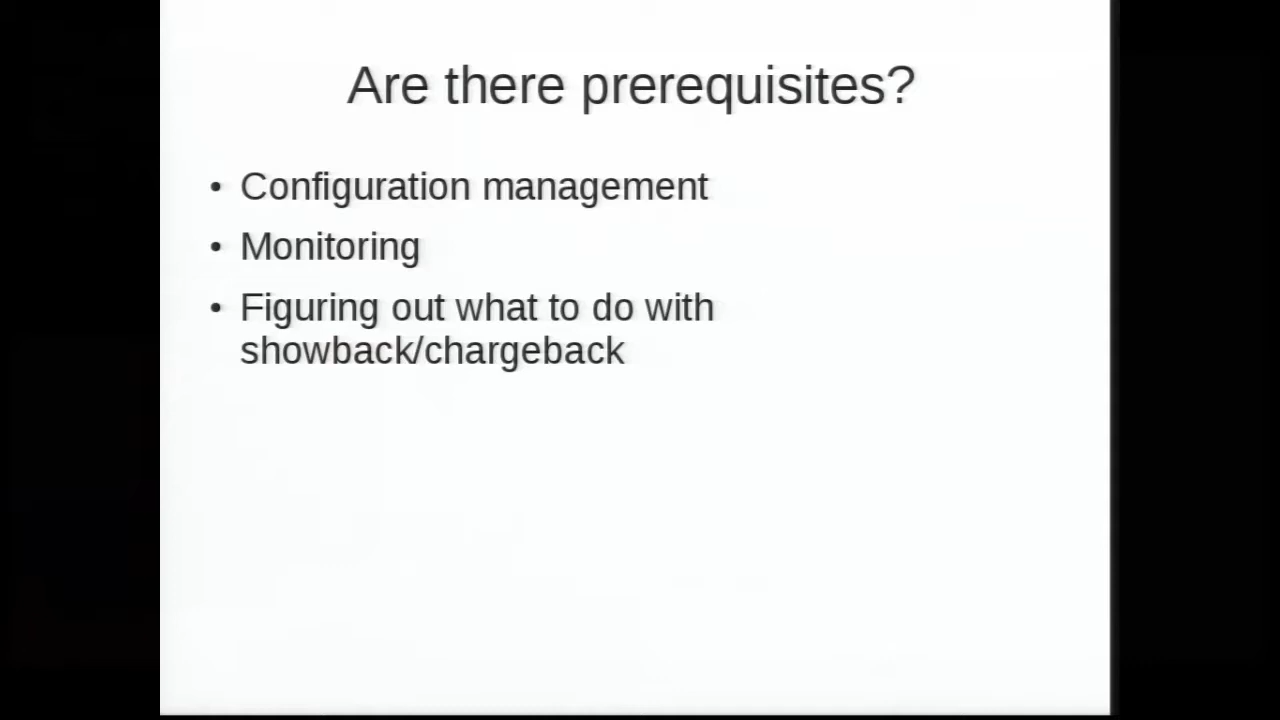 Are there prerequisites?
• Configuration management
• Monitoring
• Figuring out what to do with
showback/chargeback